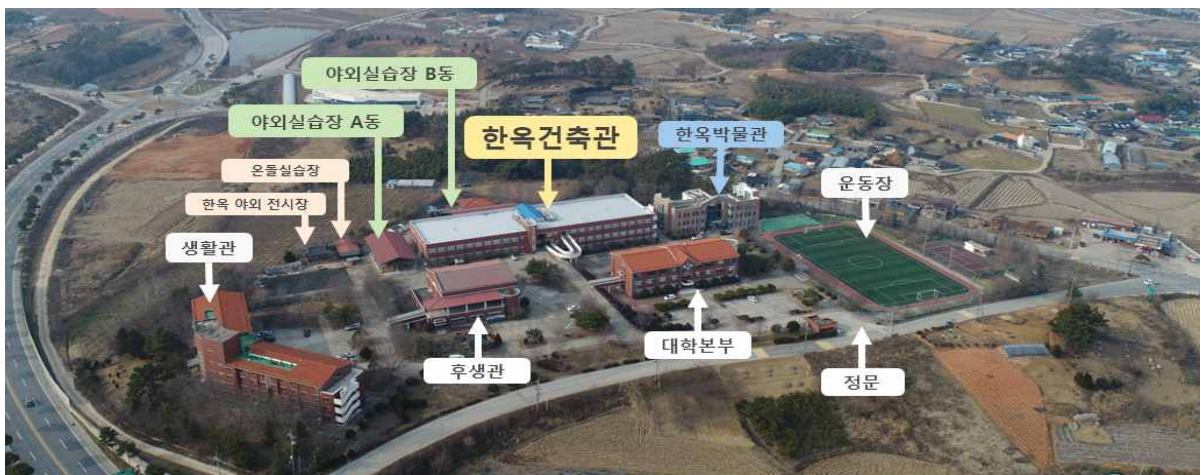 야외실습장 B동
야외실습장 A동
한옥건축관
한옥박물관
온돌실습장
운동장
한옥 야외 전시장
생활관
대학본부
후생관
정문